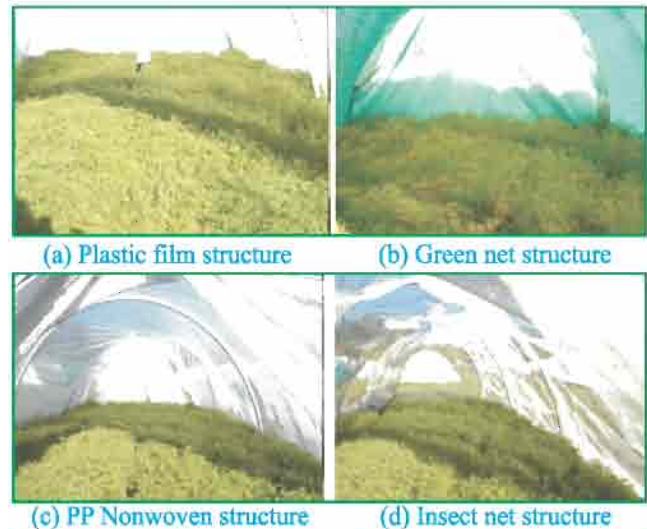 (a) Plastic film structure
(b) Green net structure
(c) PP Nonwoven structure
(d) Insect net structure